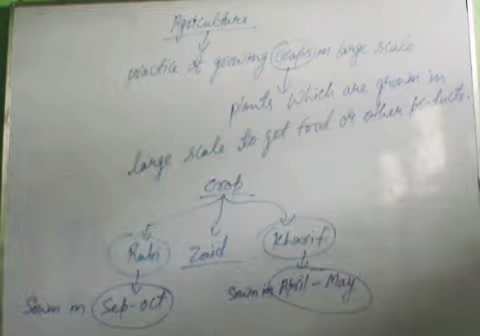 Agriculture
practice of growing crops in large scale
plants which are grown in
large scale to get food or other products.
Crop
Rabi Zaid Kharif
Sown in Sep-oct Sown in April-May